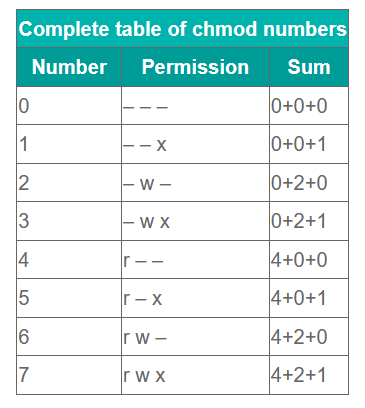 Complete table of chmod numbers
Number Permission Sum
0 – – – 0+0+0
1 – – x 0+0+1
2 – w – 0+2+0
3 – w x 0+2+1
4 r – – 4+0+0
5 r – x 4+0+1
6 r w – 4+2+0
7 r w x 4+2+1